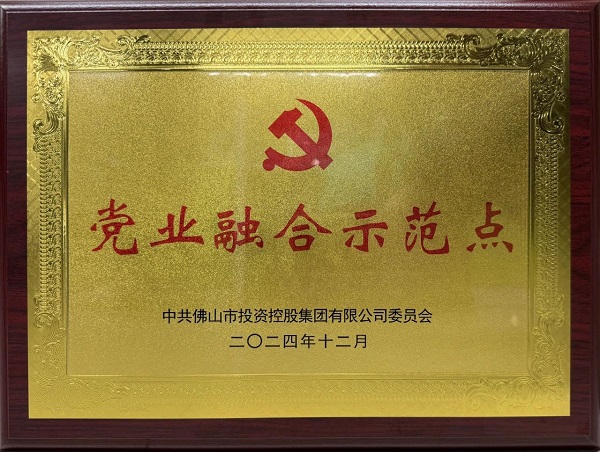 党业融合示范点
中共佛山市投资控股集团有限公司委员会
二〇二四年十二月